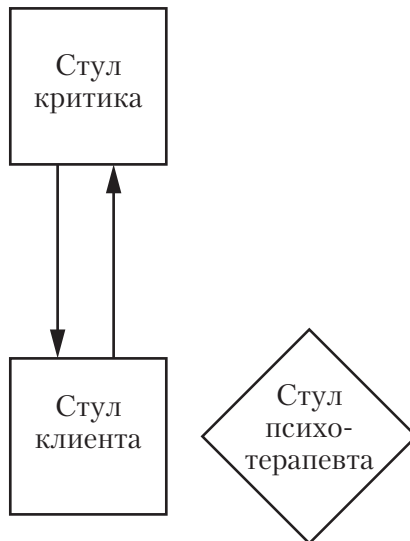 Стул
критика
Стул
клиента
Стул
психо-
терапевта